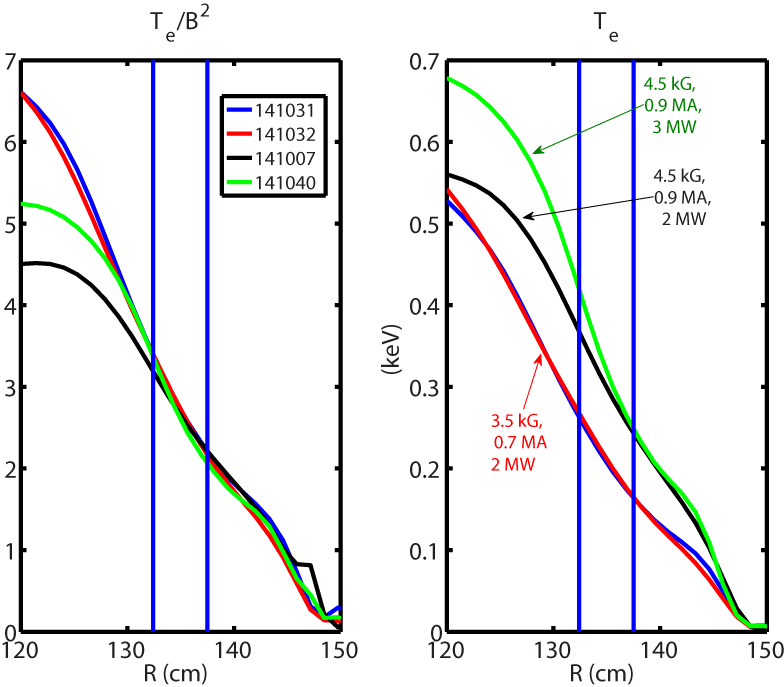 T_e/B^2
7
6
5
4
3
2
1
0
120
130
140
150
R (cm)
141031
141032
141007
141040
T_e
0.7
0.6
0.5
0.4
0.3
0.2
0.1
0
120
130
140
150
R (cm)
(keV)
4.5 kG,
0.9 MA,
3 MW
4.5 kG,
0.9 MA,
2 MW
3.5 kG,
0.7 MA
2 MW